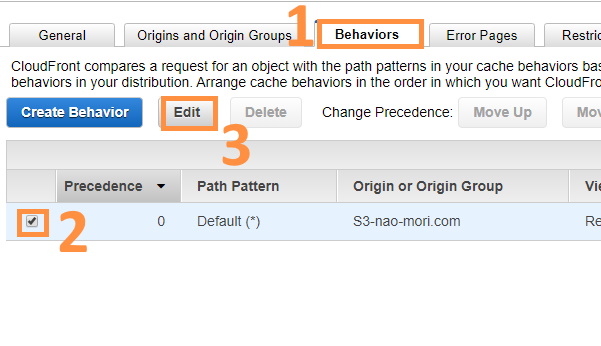 General Origins and Origin Groups 1 Behaviors Error Pages Restric
CloudFront compares a request for an object with the path patterns in your cache behaviors bas
behaviors in your distribution. Arrange cache behaviors in the order in which you want CloudFro
Create Behavior Edit Delete Change Precedence: Move Up Mov
3
Precedence Path Pattern Origin or Origin Group Vie
0 Default (*) S3-nao-mori.com Re
2